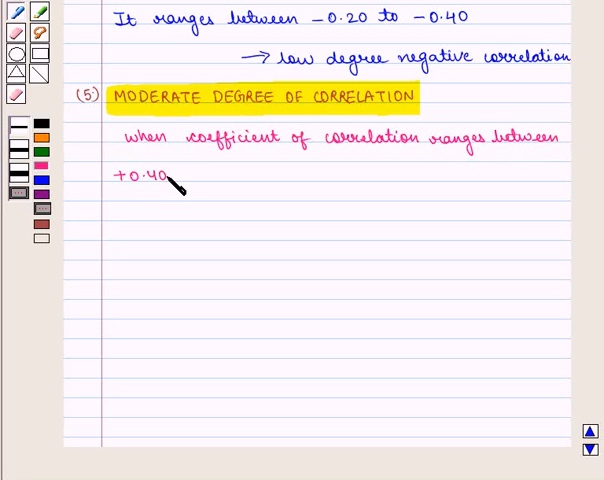 It ranges between -0.20 to -0.40
→ low degree negative correlation
(5) MODERATE DEGREE OF CORRELATION
when coefficient of correlation ranges between
+0.40